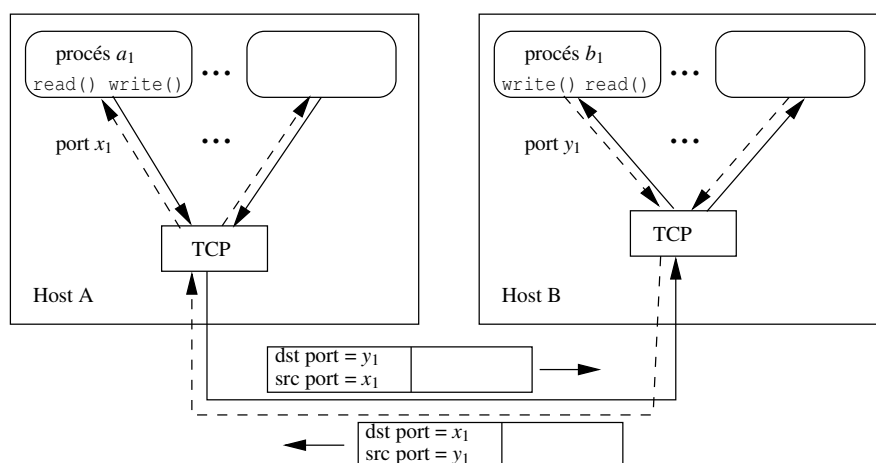 procés a₁
read() write()
port x₁
TCP
Host A
procés b₁
write() read()
port y₁
TCP
Host B
dst port = y₁
src port = x₁
dst port = x₁
src port = y₁